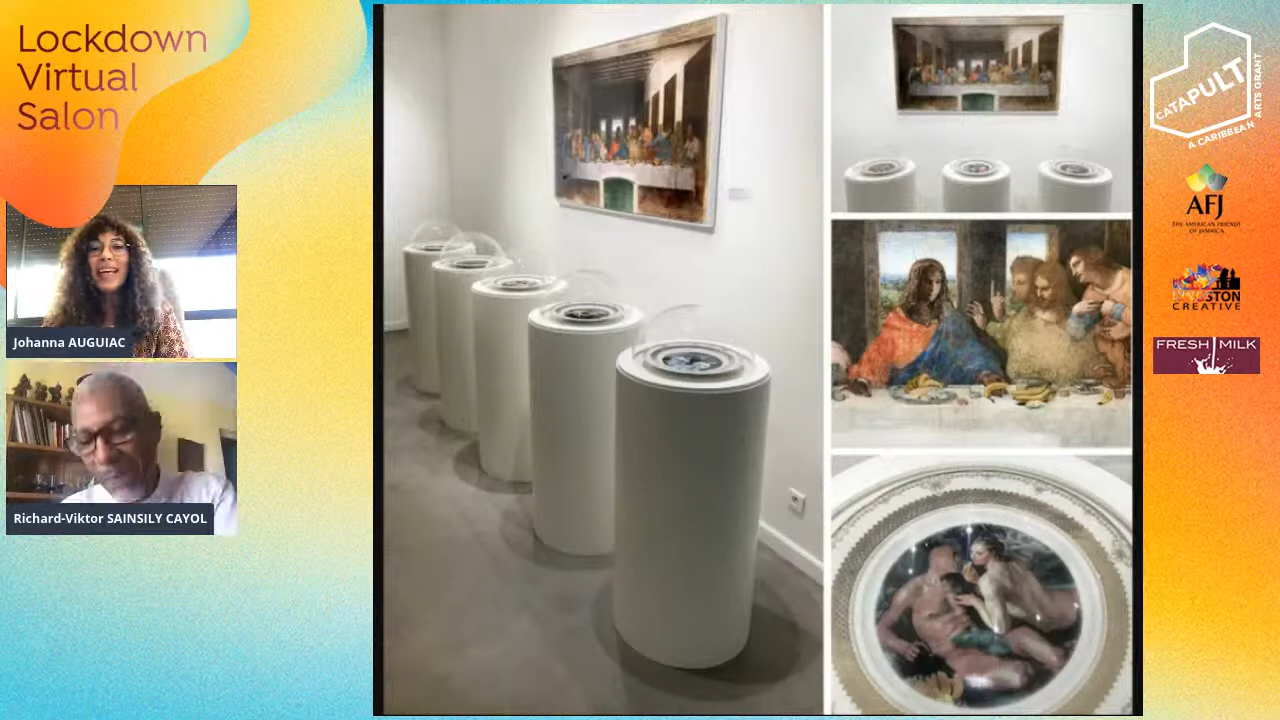 Lockdown
Virtual
Salon
Johanna AUGUIAC
Richard-Viktor SAINSILY CAYOL
CATAPULT
A CARIBBEAN
ARTS GRANT
AFJ
THE AMERICAN FRIENDS
OF JAMAICA
KINGSTON
CREATIVE
FRESH MILK